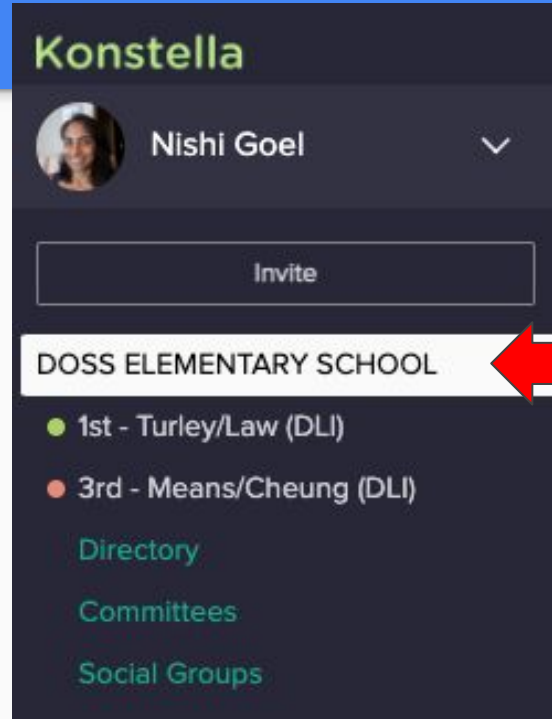 Konstella
Nishi Goel
Invite
DOSS ELEMENTARY SCHOOL
1st - Turley/Law (DLI)
3rd - Means/Cheung (DLI)
Directory
Committees
Social Groups